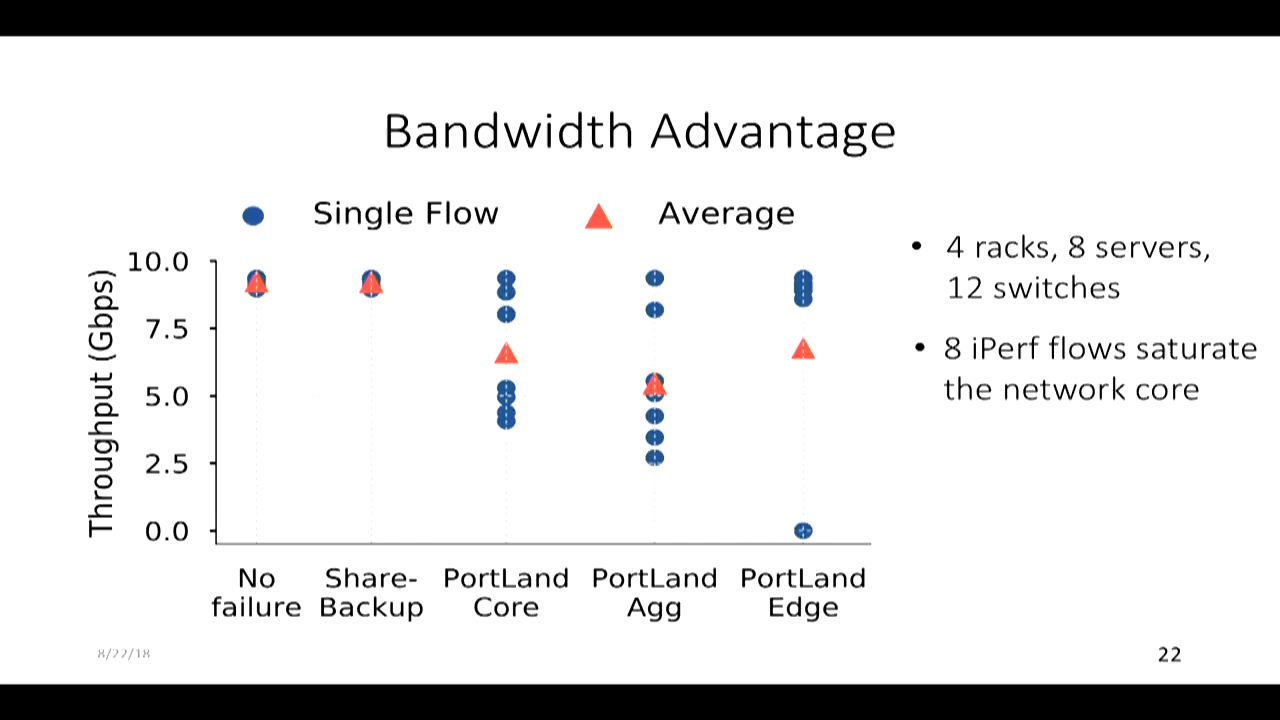 Bandwidth Advantage
Single Flow
Average
Throughput (Gbps)
10.0
7.5
5.0
2.5
0.0
No failure
Share-Backup
PortLand Core
PortLand Agg
PortLand Edge
• 4 racks, 8 servers,
12 switches
• 8 iPerf flows saturate
the network core
8/22/18
22